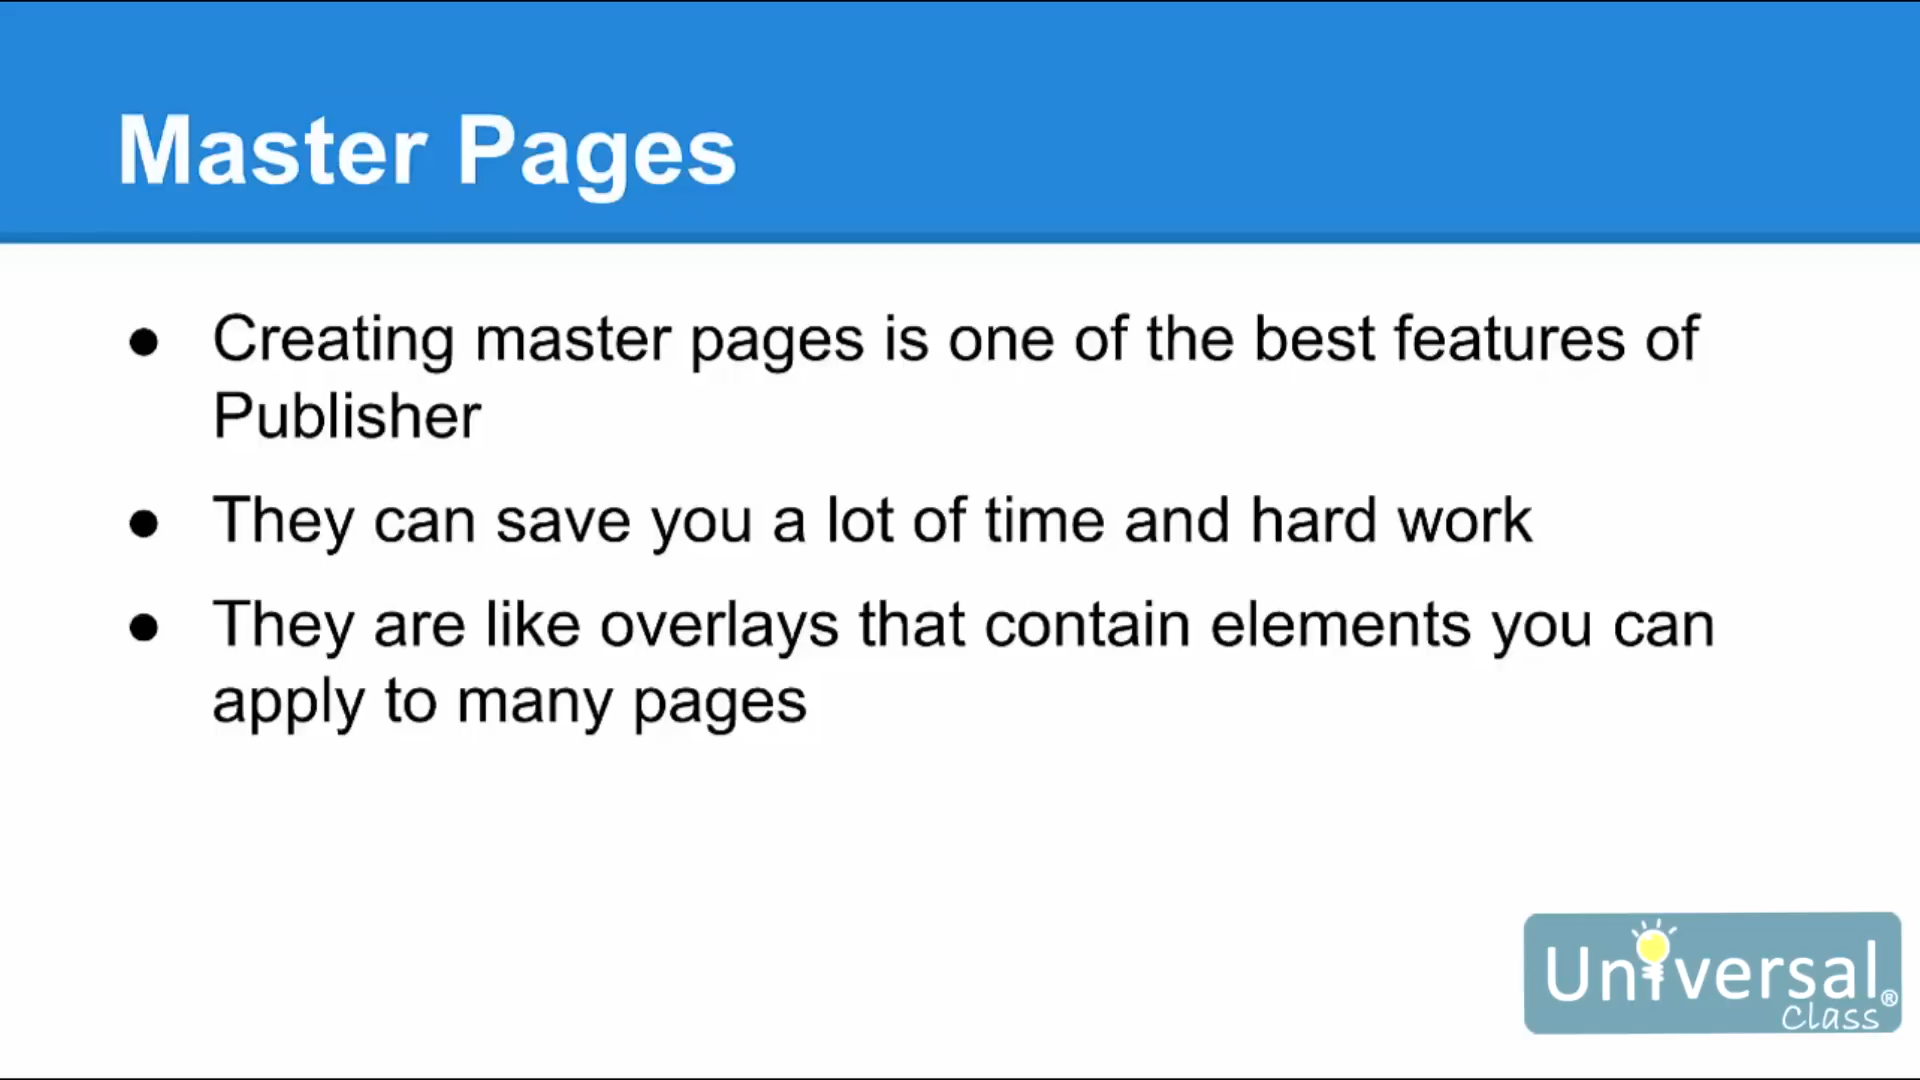 Master Pages
● Creating master pages is one of the best features of
Publisher
● They can save you a lot of time and hard work
● They are like overlays that contain elements you can
apply to many pages
Universal®
Class